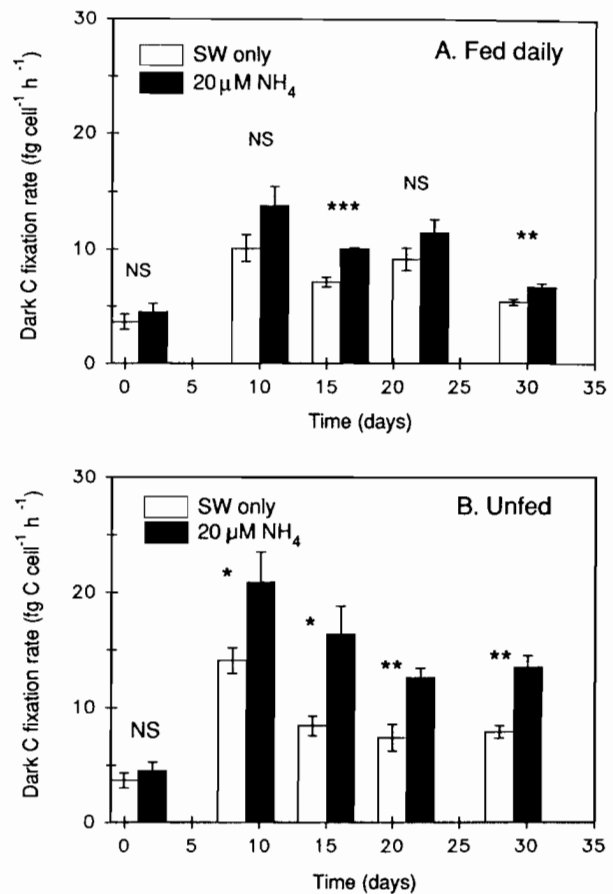 30
20
10
0
Dark C fixation rate (fg cell⁻¹ h⁻¹)
A. Fed daily
SW only
20 μM NH₄
NS
NS
***
NS
**
0 5 10 15 20 25 30 35
Time (days)
30
20
10
0
Dark C fixation rate (fg C cell⁻¹ h⁻¹)
B. Unfed
SW only
20 μM NH₄
NS
*
*
**
**
0 5 10 15 20 25 30 35
Time (days)